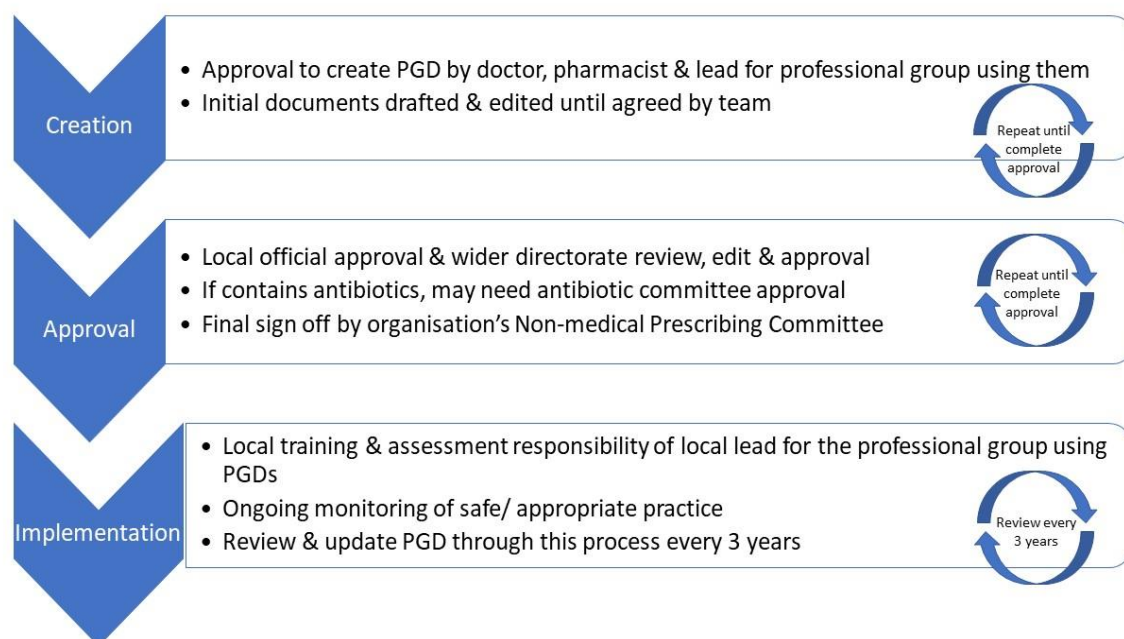 Creation
• Approval to create PGD by doctor, pharmacist & lead for professional group using them
• Initial documents drafted & edited until agreed by team
Repeat until
complete
approval
Approval
• Local official approval & wider directorate review, edit & approval
• If contains antibiotics, may need antibiotic committee approval
• Final sign off by organisation’s Non-medical Prescribing Committee
Repeat until
complete
approval
Implementation
• Local training & assessment responsibility of local lead for the professional group using
PGDs
• Ongoing monitoring of safe/ appropriate practice
• Review & update PGD through this process every 3 years
Review every
3 years